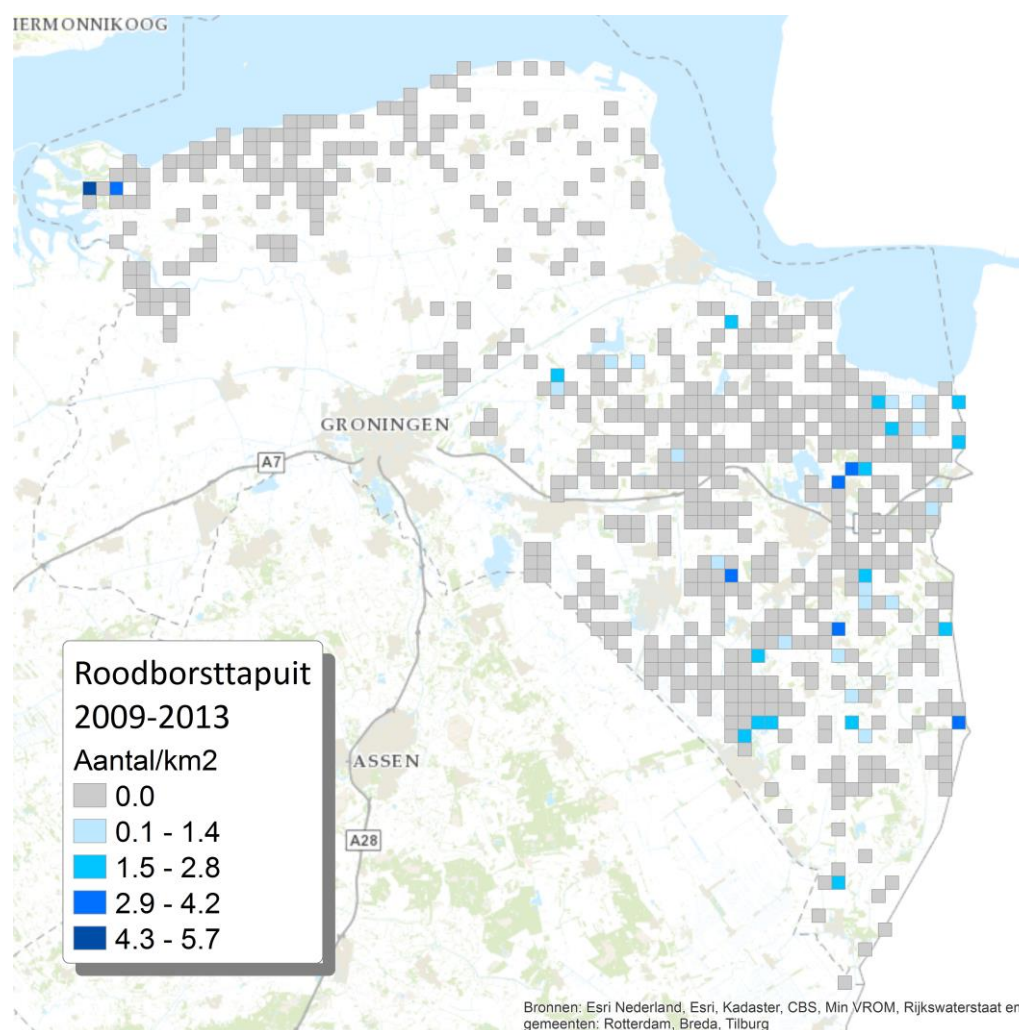 IERMONNIKOOG
GRONINGEN
A7
Roodborsttapuit
2009-2013
Aantal/km2
0.0
0.1 - 1.4
1.5 - 2.8
2.9 - 4.2
4.3 - 5.7
ASSEN
A28
Bronnen: Esri Nederland, Esri, Kadaster, CBS, Min VROM, Rijkswaterstaat en
gemeenten: Rotterdam, Breda, Tilburg